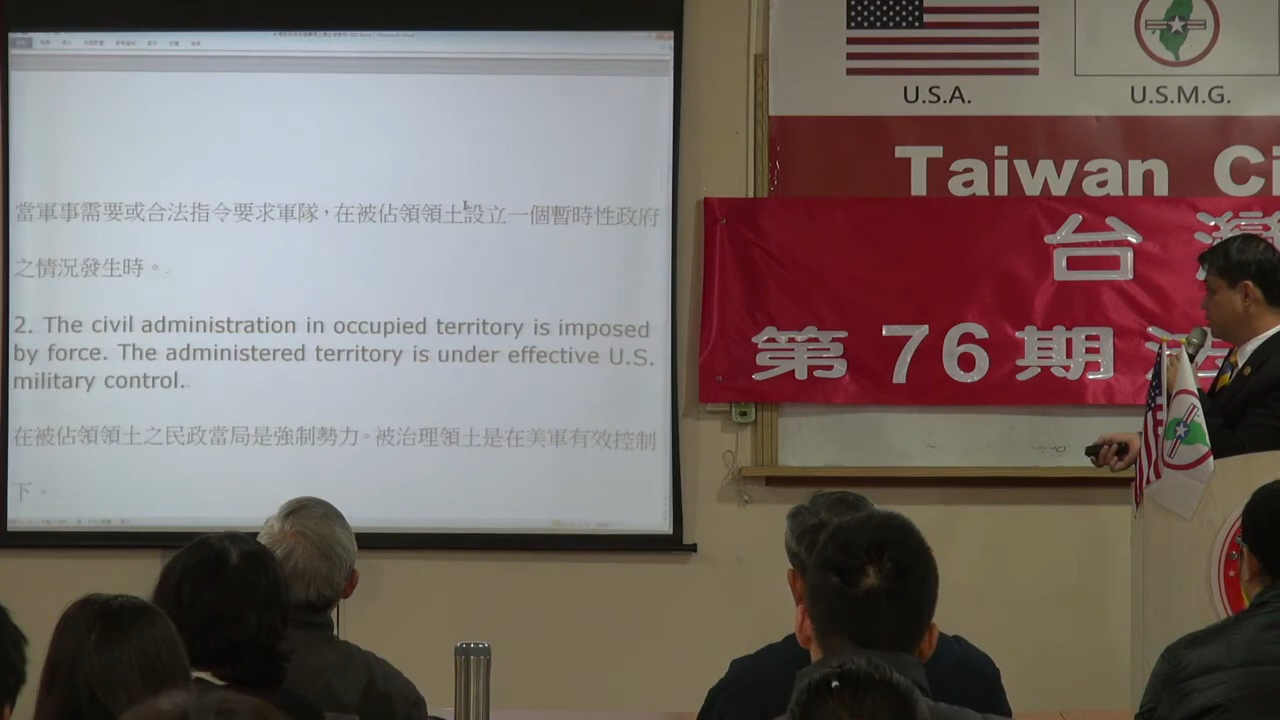 當軍事需要或合法指令要求軍隊，在被佔領領土設立一個暫時性政府
之情況發生時。
2. The civil administration in occupied territory is imposed
by force. The administered territory is under effective U.S.
military control.
在被佔領領土之民政當局是強制勢力。被治理領土是在美軍有效控制
下。
U.S.A.
U.S.M.G.
Taiwan Ci
台灣
第76期法